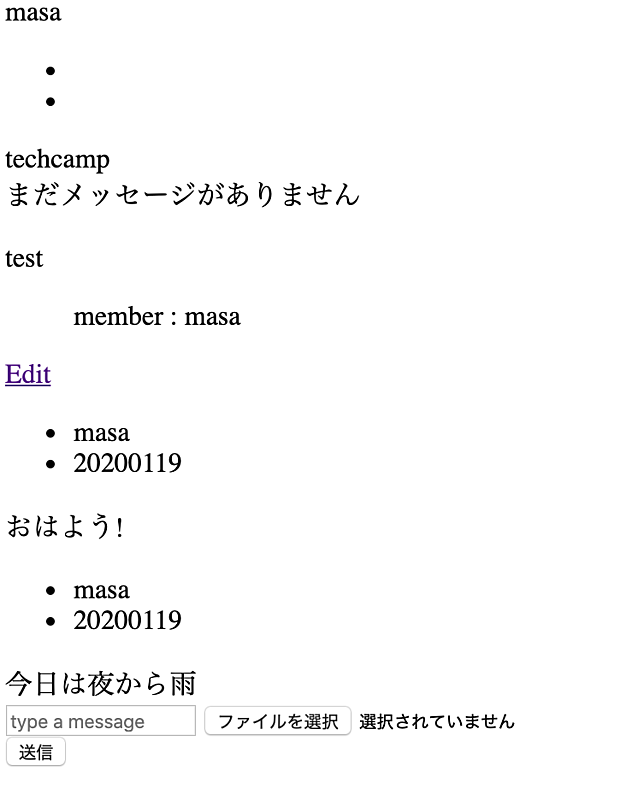 masa
techcamp
まだメッセージがありません
test
member : masa
Edit
masa
20200119
おはよう!
masa
20200119
今日は夜から雨
type a message ファイルを選択 選択されていません
送信